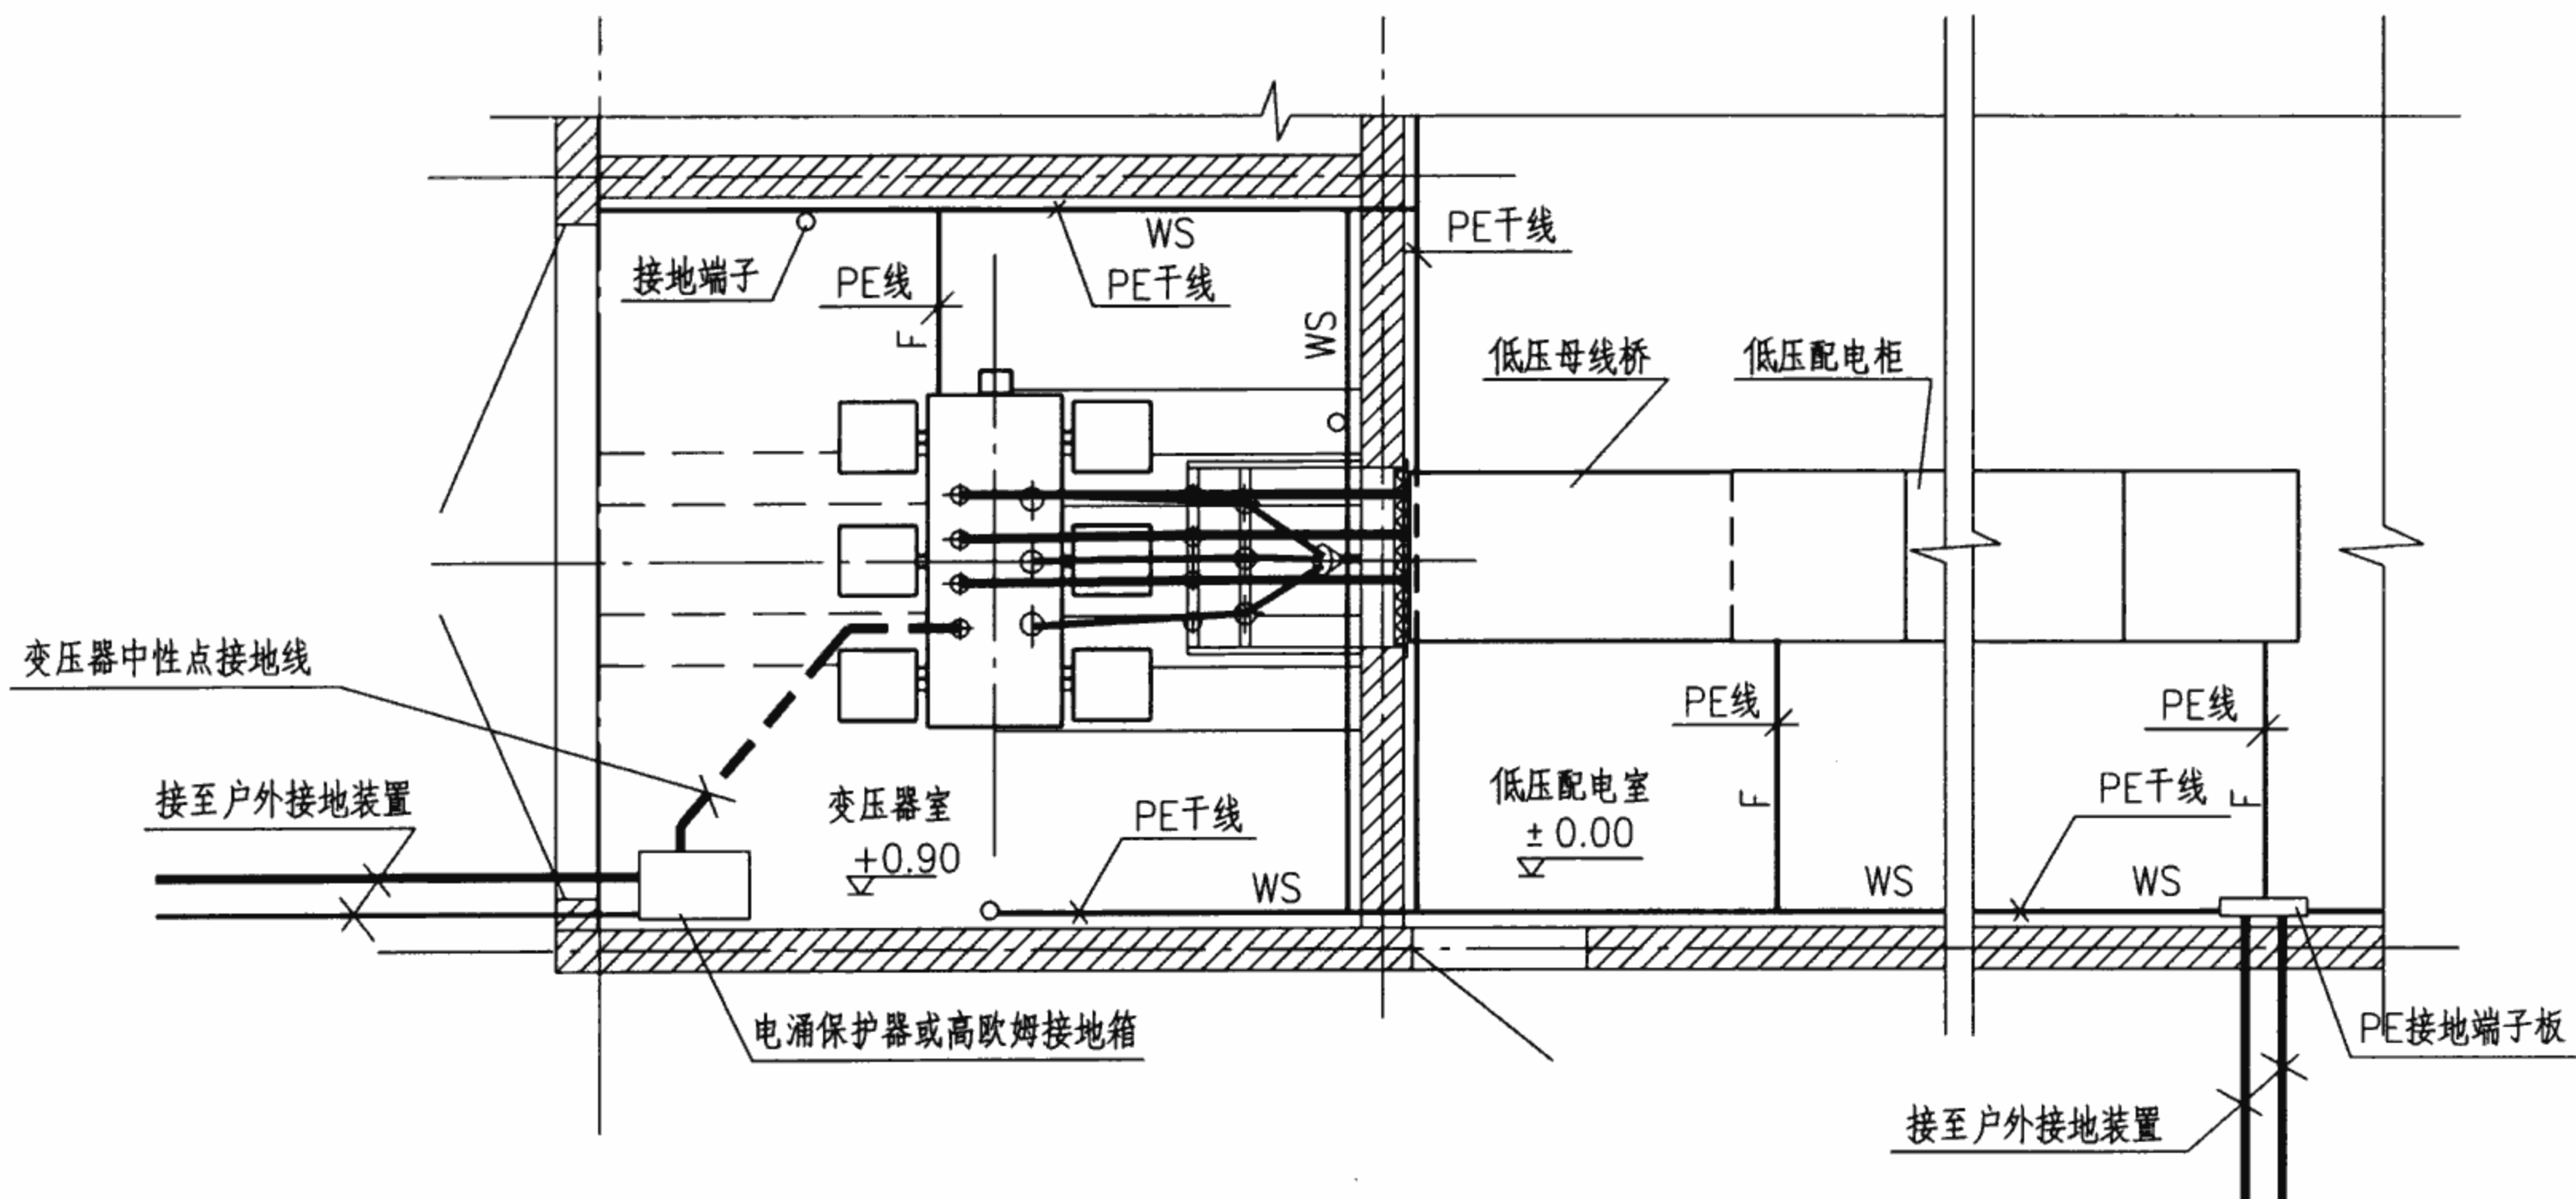 PE干线
WS
接地端子
PE线
PE干线
F
WS
低压母线桥
低压配电柜
变压器中性点接地线
PE线
PE线
接至户外接地装置
变压器室
+0.90
PE干线
低压配电室
± 0.00
F
PE干线
F
WS
WS
WS
电涌保护器或高欧姆接地箱
PE接地端子板
接至户外接地装置